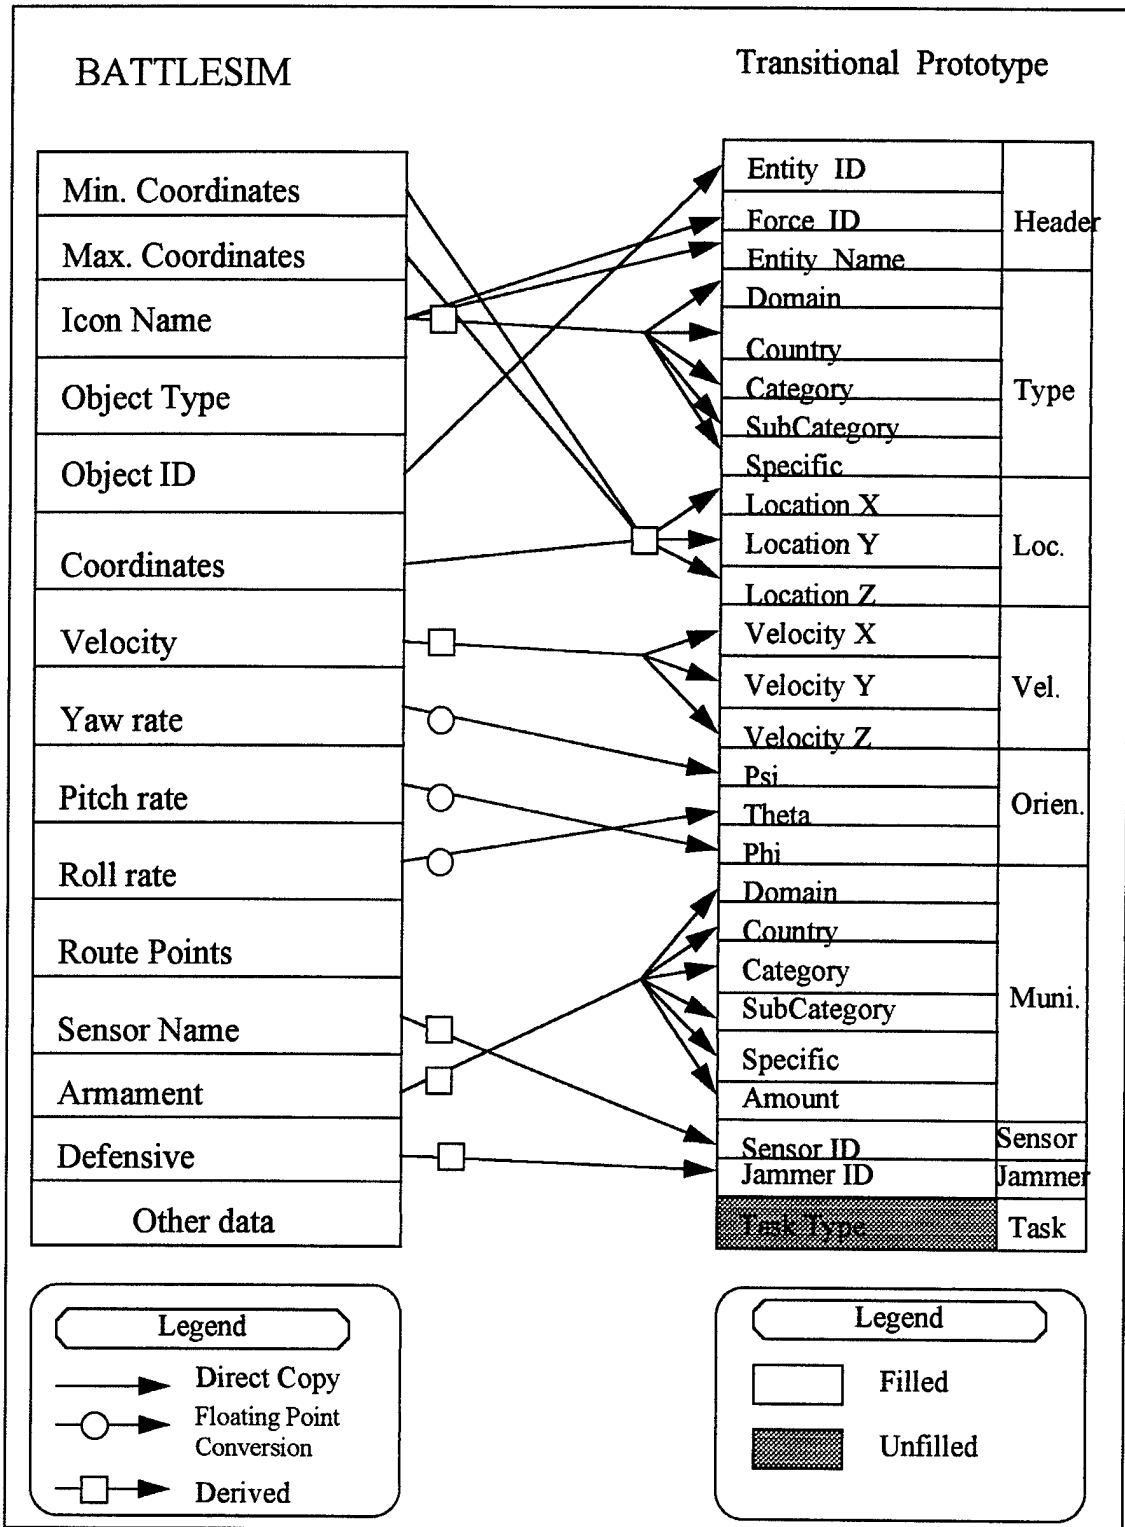 BATTLESIM
Transitional Prototype
Min. Coordinates
Max. Coordinates
Icon Name
Object Type
Object ID
Coordinates
Velocity
Yaw rate
Pitch rate
Roll rate
Route Points
Sensor Name
Armament
Defensive
Other data
Entity ID
Force ID
Entity Name
Header
Domain
Country
Category
SubCategory
Specific
Type
Location X
Location Y
Location Z
Loc.
Velocity X
Velocity Y
Velocity Z
Vel.
Psi
Theta
Phi
Orien.
Domain
Country
Category
SubCategory
Specific
Amount
Muni.
Sensor ID
Sensor
Jammer ID
Jammer
Task Type
Task
Legend
Direct Copy
Floating Point
Conversion
Derived
Legend
Filled
Unfilled